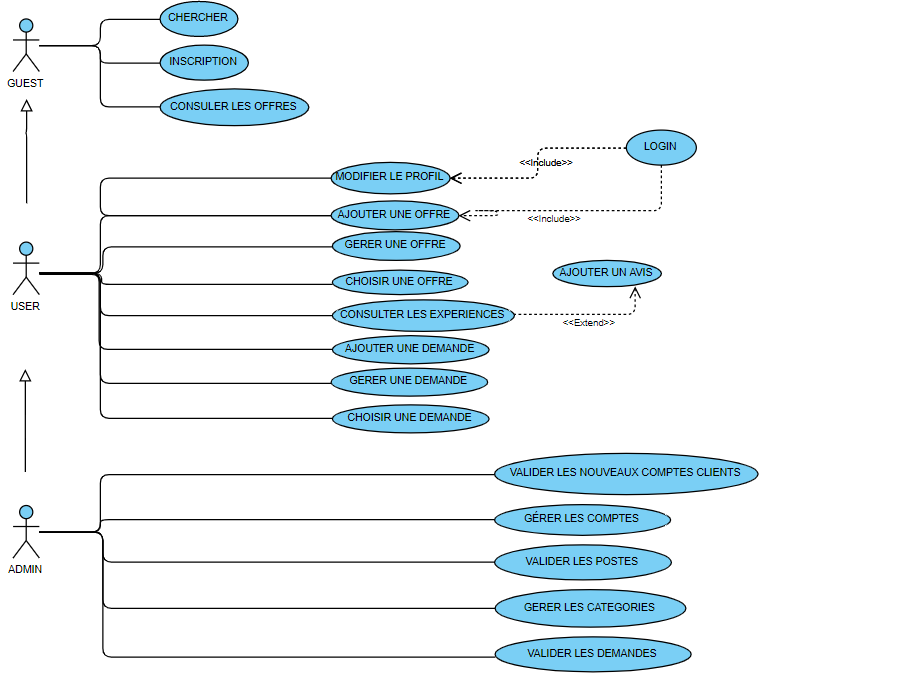 CHERCHER
INSCRIPTION
GUEST
CONSULER LES OFFRES
LOGIN
<<Include>>
MODIFIER LE PROFIL
AJOUTER UNE OFFRE
<<Include>>
GERER UNE OFFRE
AJOUTER UN AVIS
CHOISIR UNE OFFRE
USER
CONSULTER LES EXPERIENCES
<<Extend>>
AJOUTER UNE DEMANDE
GERER UNE DEMANDE
CHOISIR UNE DEMANDE
VALIDER LES NOUVEAUX COMPTES CLIENTS
GÉRER LES COMPTES
VALIDER LES POSTES
ADMIN
GERER LES CATEGORIES
VALIDER LES DEMANDES